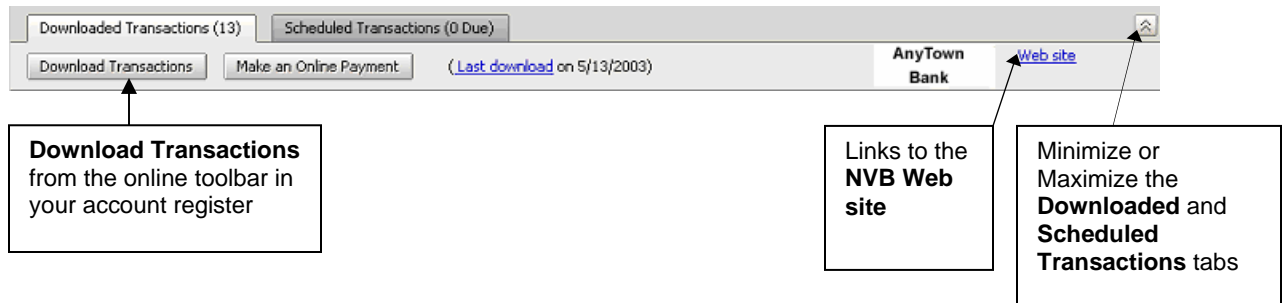 Downloaded Transactions (13)
Scheduled Transactions (0 Due)
Download Transactions
Make an Online Payment
( Last download on 5/13/2003)
AnyTown
Bank
Web site
Download Transactions
from the online toolbar in
your account register
Links to the
NVB Web
site
Minimize or
Maximize the
Downloaded and
Scheduled
Transactions tabs